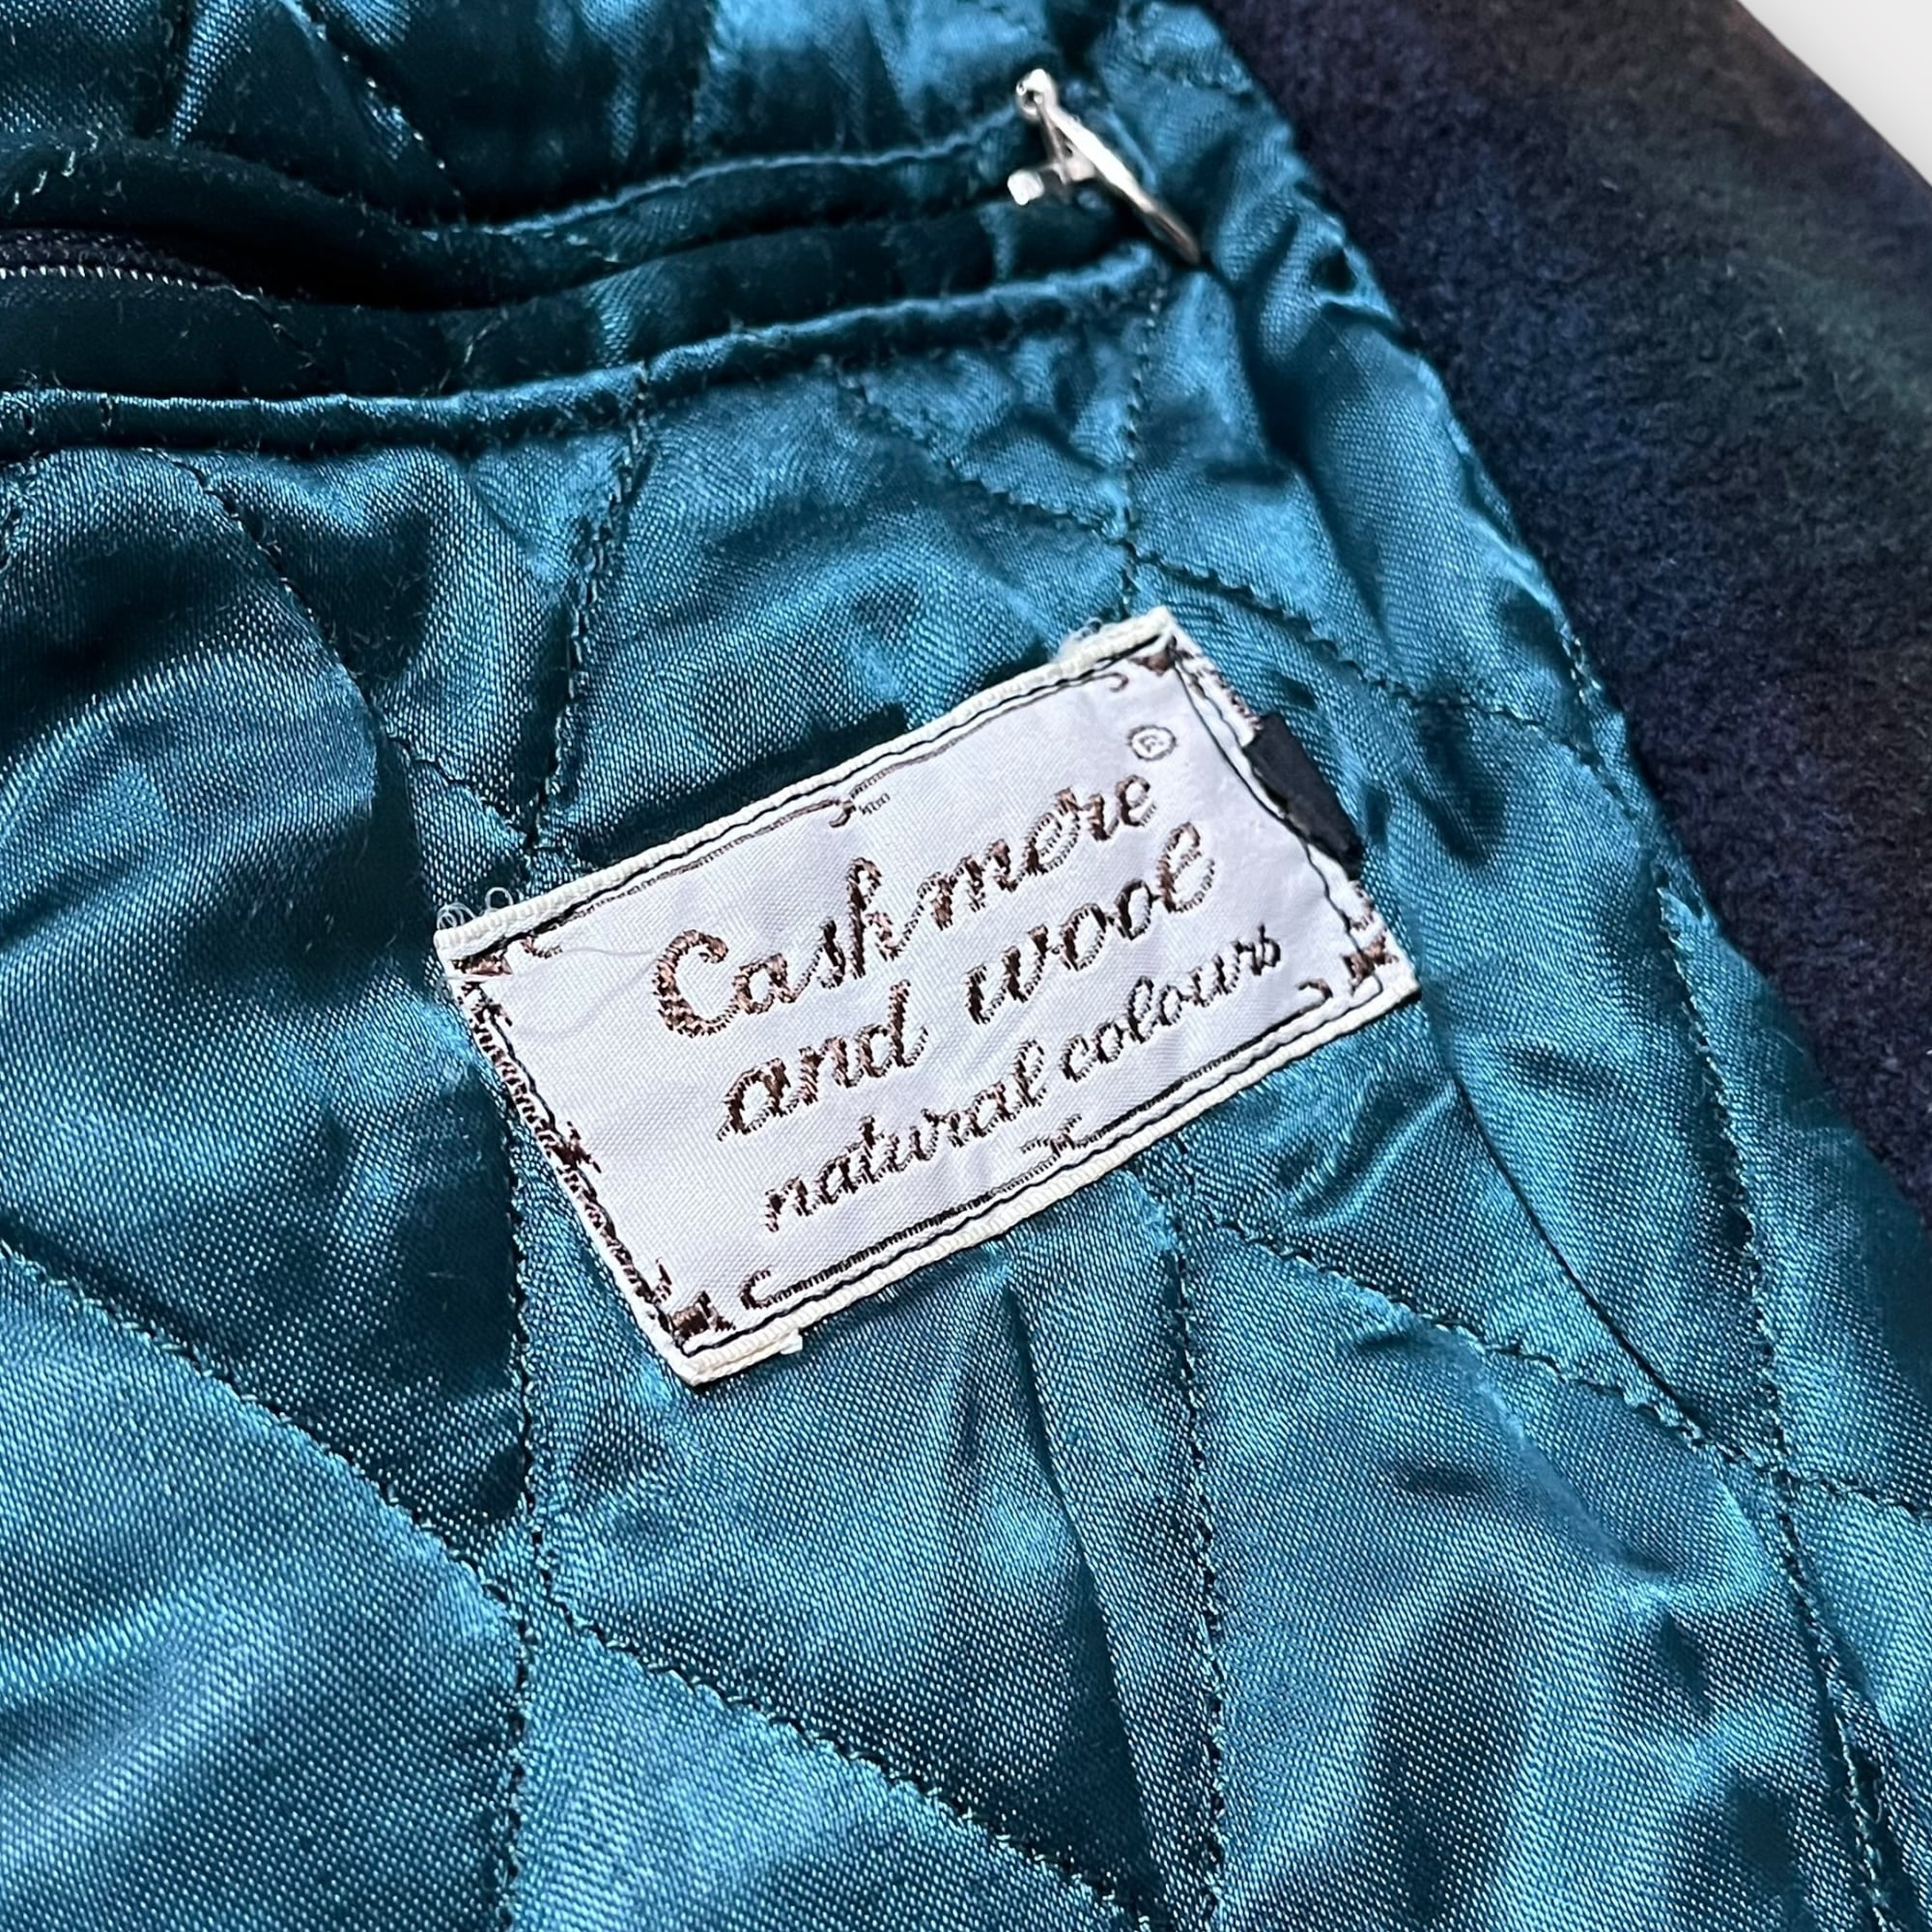 Cashmere ®
and wool
natural colours